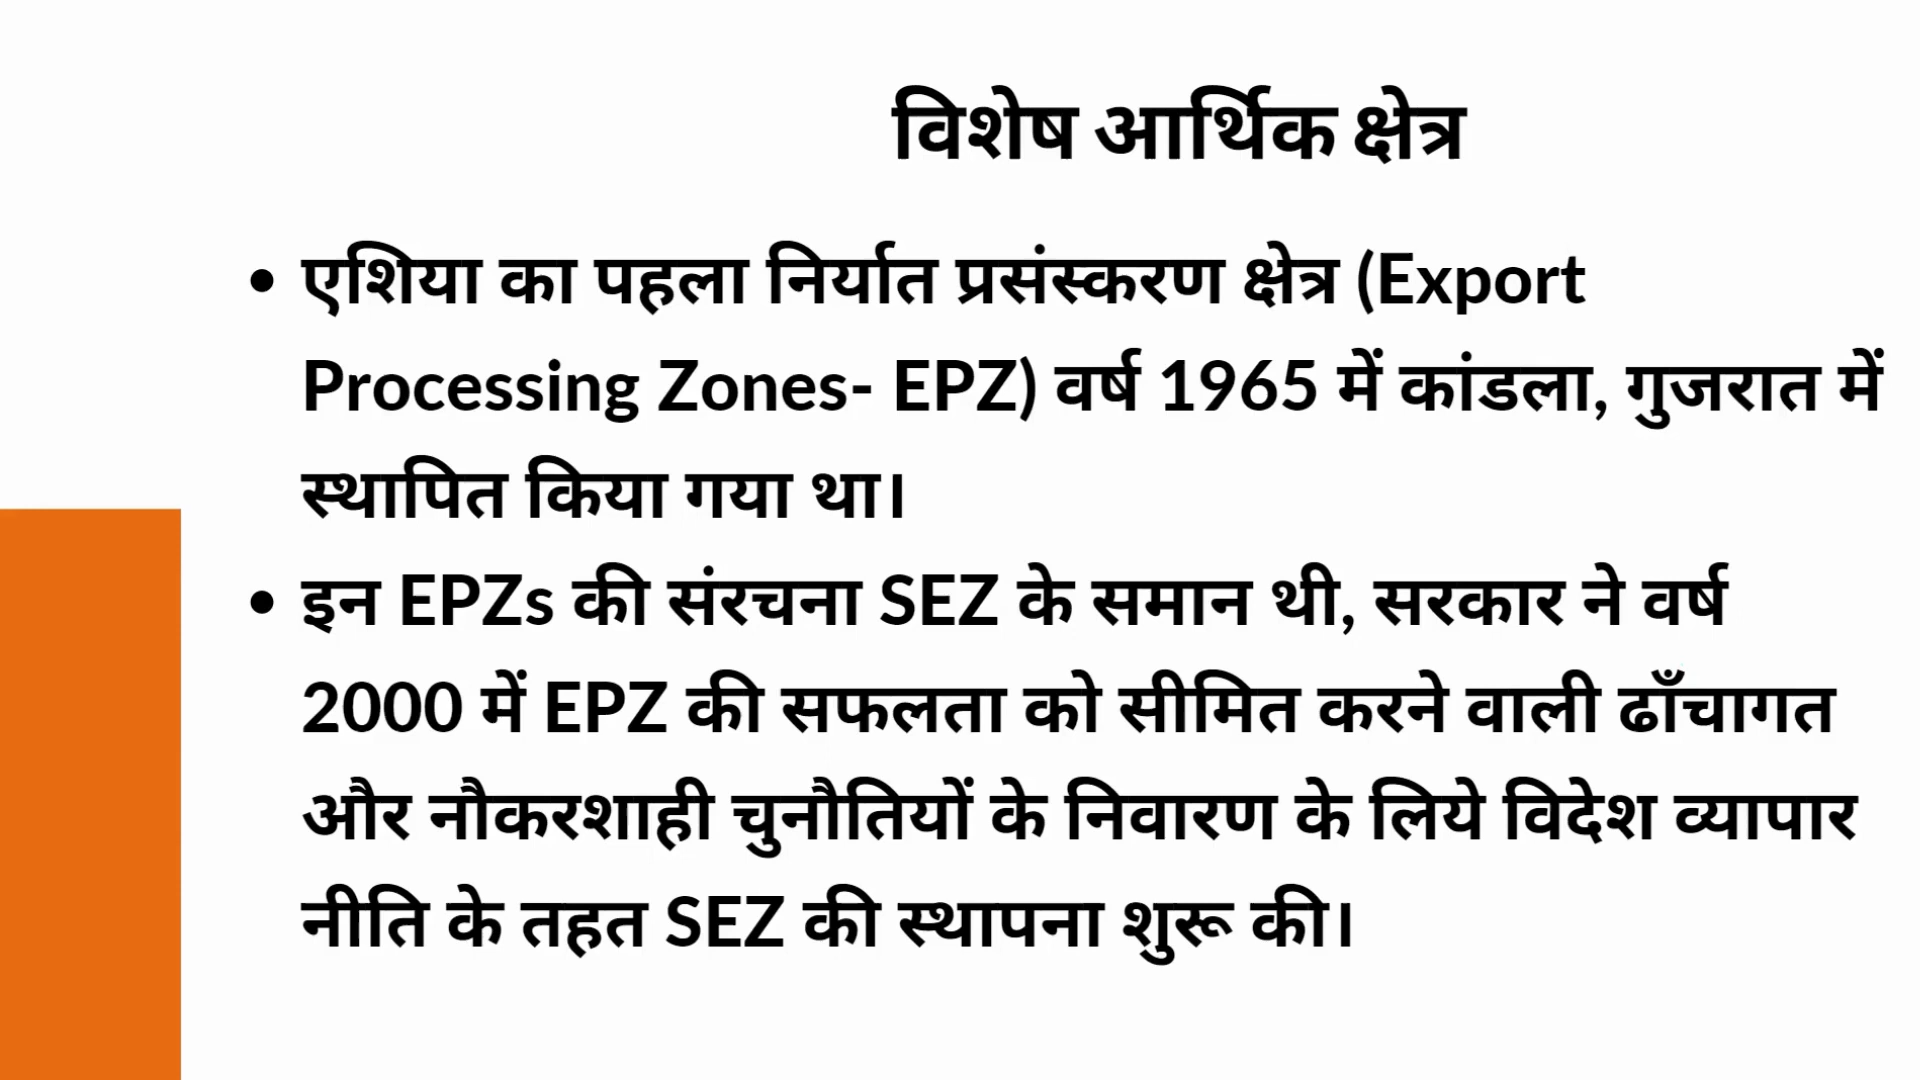 विशेष आर्थिक क्षेत्र
• एशिया का पहला निर्यात प्रसंस्करण क्षेत्र (Export
Processing Zones- EPZ) वर्ष 1965 में कांडला, गुजरात में
स्थापित किया गया था।
• इन EPZs की संरचना SEZ के समान थी, सरकार ने वर्ष
2000 में EPZ की सफलता को सीमित करने वाली ढाँचागत
और नौकरशाही चुनौतियों के निवारण के लिये विदेश व्यापार
नीति के तहत SEZ की स्थापना शुरू की।